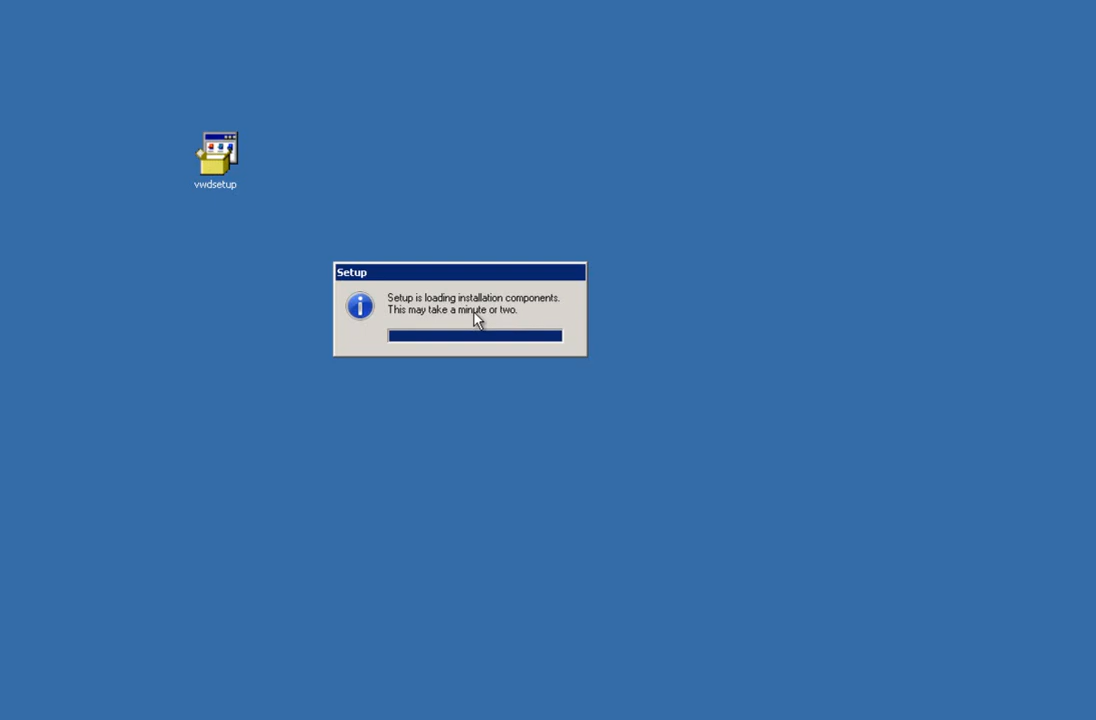 vwdsetup
Setup
Setup is loading installation components.
This may take a minute or two.